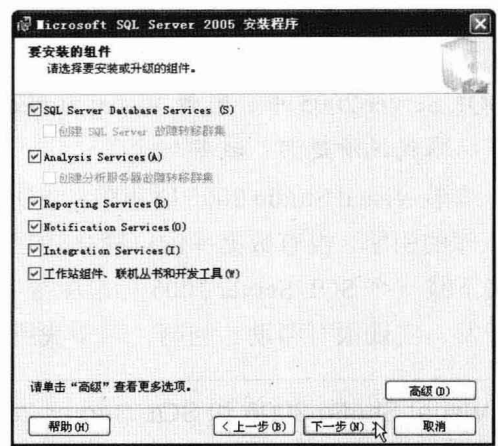 Microsoft SQL Server 2005 安装程序
要安装的组件
请选择要安装或升级的组件。
SQL Server Database Services (S)
创建 SQL Server 故障转移群集
Analysis Services(A)
创建分析服务器故障转移群集
Reporting Services(R)
Notification Services(O)
Integration Services(I)
工作站组件、联机丛书和开发工具(W)
请单击“高级”查看更多选项。
高级(D)
帮助(H)
< 上一步(B)
下一步(N) >
取消